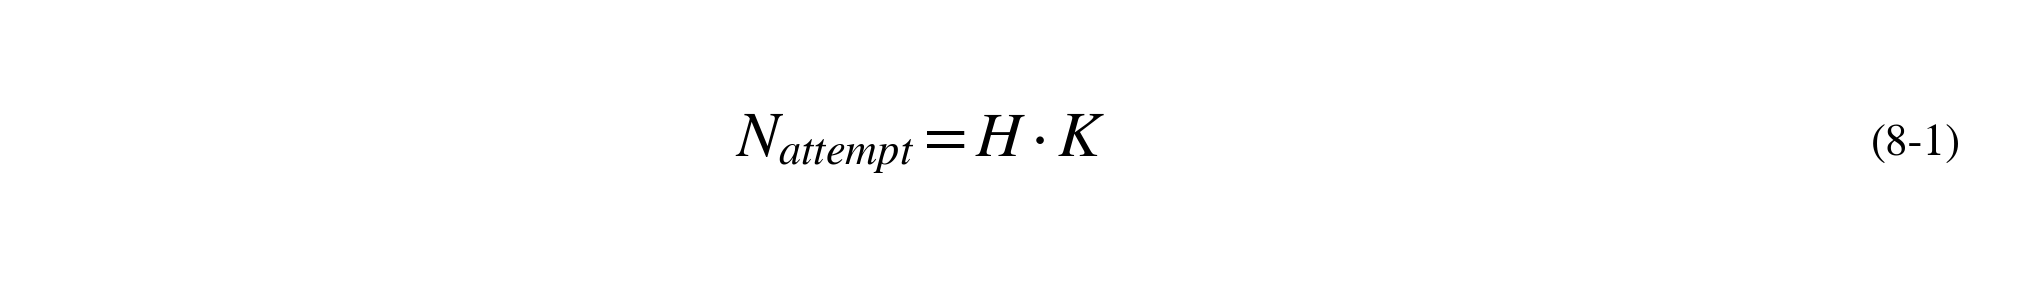 N_attempt = H · K (8-1)